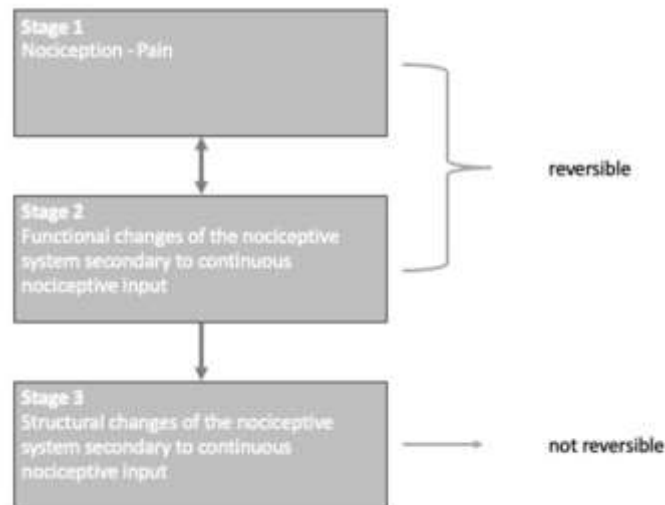 Stage 1
Nociception - Pain
reversible
Stage 2
Functional changes of the nociceptive
system secondary to continuous
nociceptive input
Stage 3
Structural changes of the nociceptive
system secondary to continuous
nociceptive input
not reversible